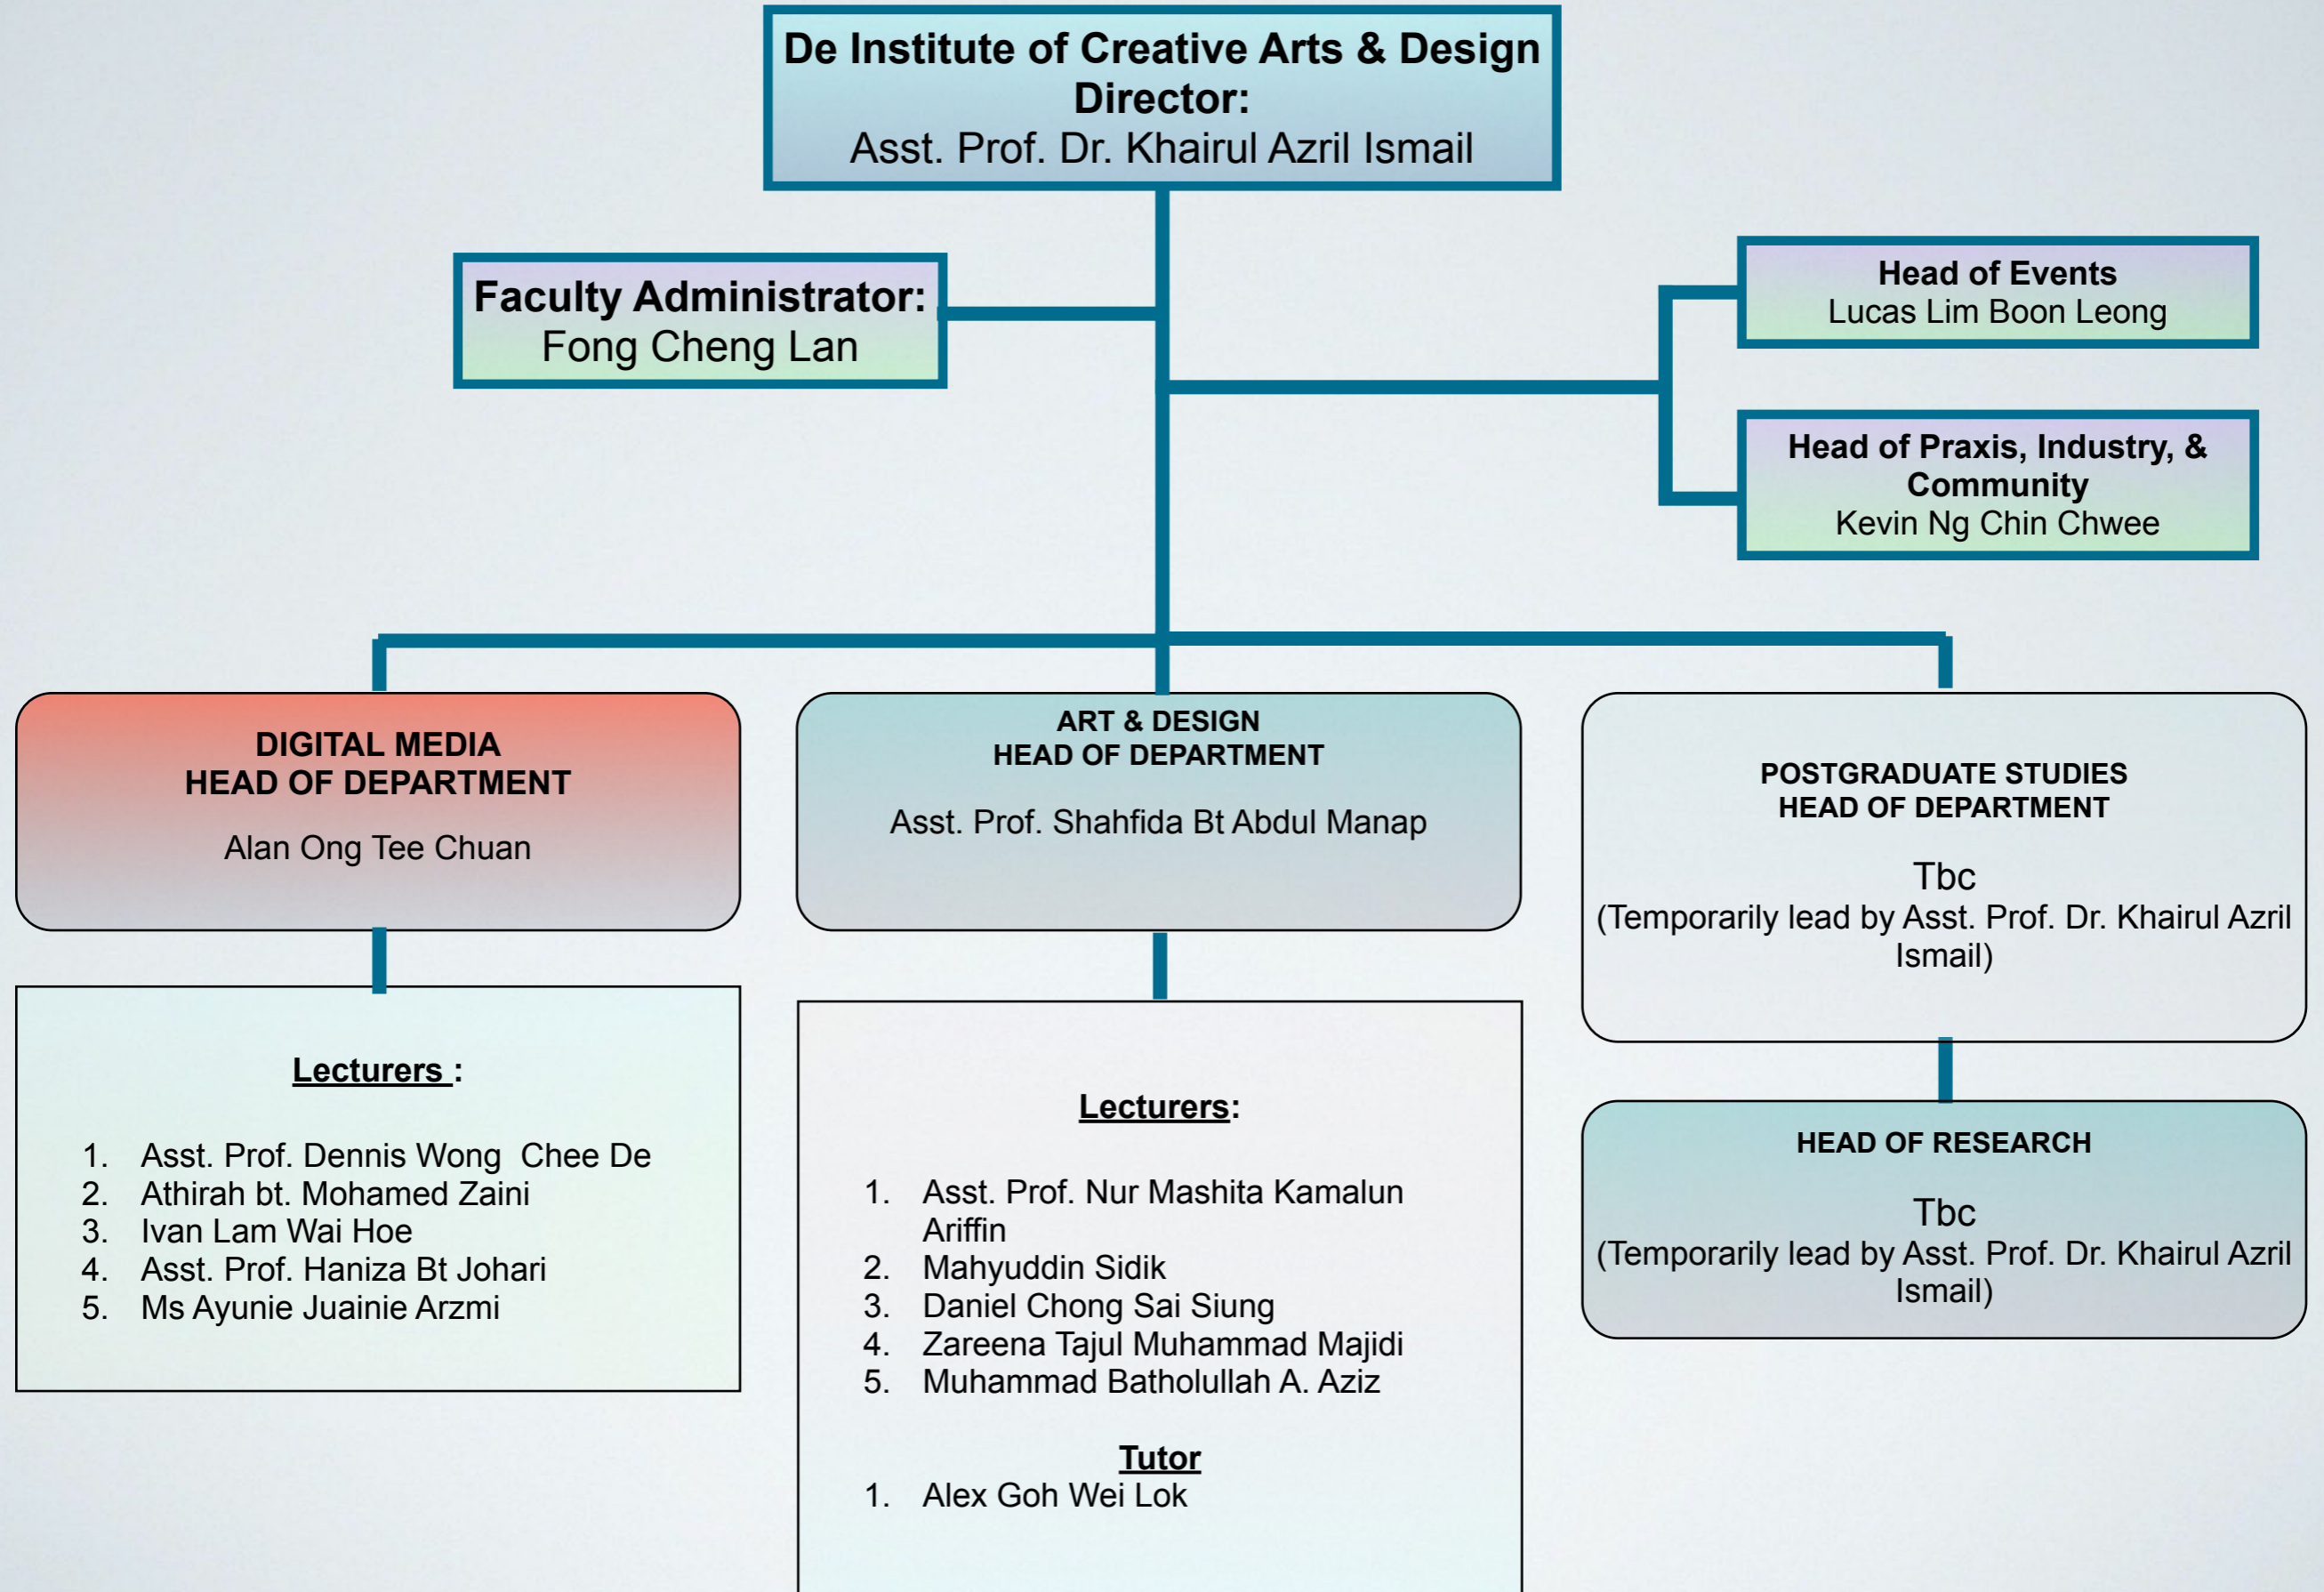 De Institute of Creative Arts & Design
Director:
Asst. Prof. Dr. Khairul Azril Ismail
Faculty Administrator:
Fong Cheng Lan
Head of Events
Lucas Lim Boon Leong
Head of Praxis, Industry, &
Community
Kevin Ng Chin Chwee
DIGITAL MEDIA
HEAD OF DEPARTMENT
Alan Ong Tee Chuan
Lecturers :
1. Asst. Prof. Dennis Wong  Chee De
2. Athirah bt. Mohamed Zaini
3. Ivan Lam Wai Hoe
4. Asst. Prof. Haniza Bt Johari
5. Ms Ayunie Juainie Arzmi
ART & DESIGN
HEAD OF DEPARTMENT
Asst. Prof. Shahfida Bt Abdul Manap
Lecturers:
1. Asst. Prof. Nur Mashita Kamalun
Ariffin
2. Mahyuddin Sidik
3. Daniel Chong Sai Siung
4. Zareena Tajul Muhammad Majidi
5. Muhammad Batholullah A. Aziz
Tutor
1. Alex Goh Wei Lok
POSTGRADUATE STUDIES
HEAD OF DEPARTMENT
Tbc
(Temporarily lead by Asst. Prof. Dr. Khairul Azril
Ismail)
HEAD OF RESEARCH
Tbc
(Temporarily lead by Asst. Prof. Dr. Khairul Azril
Ismail)